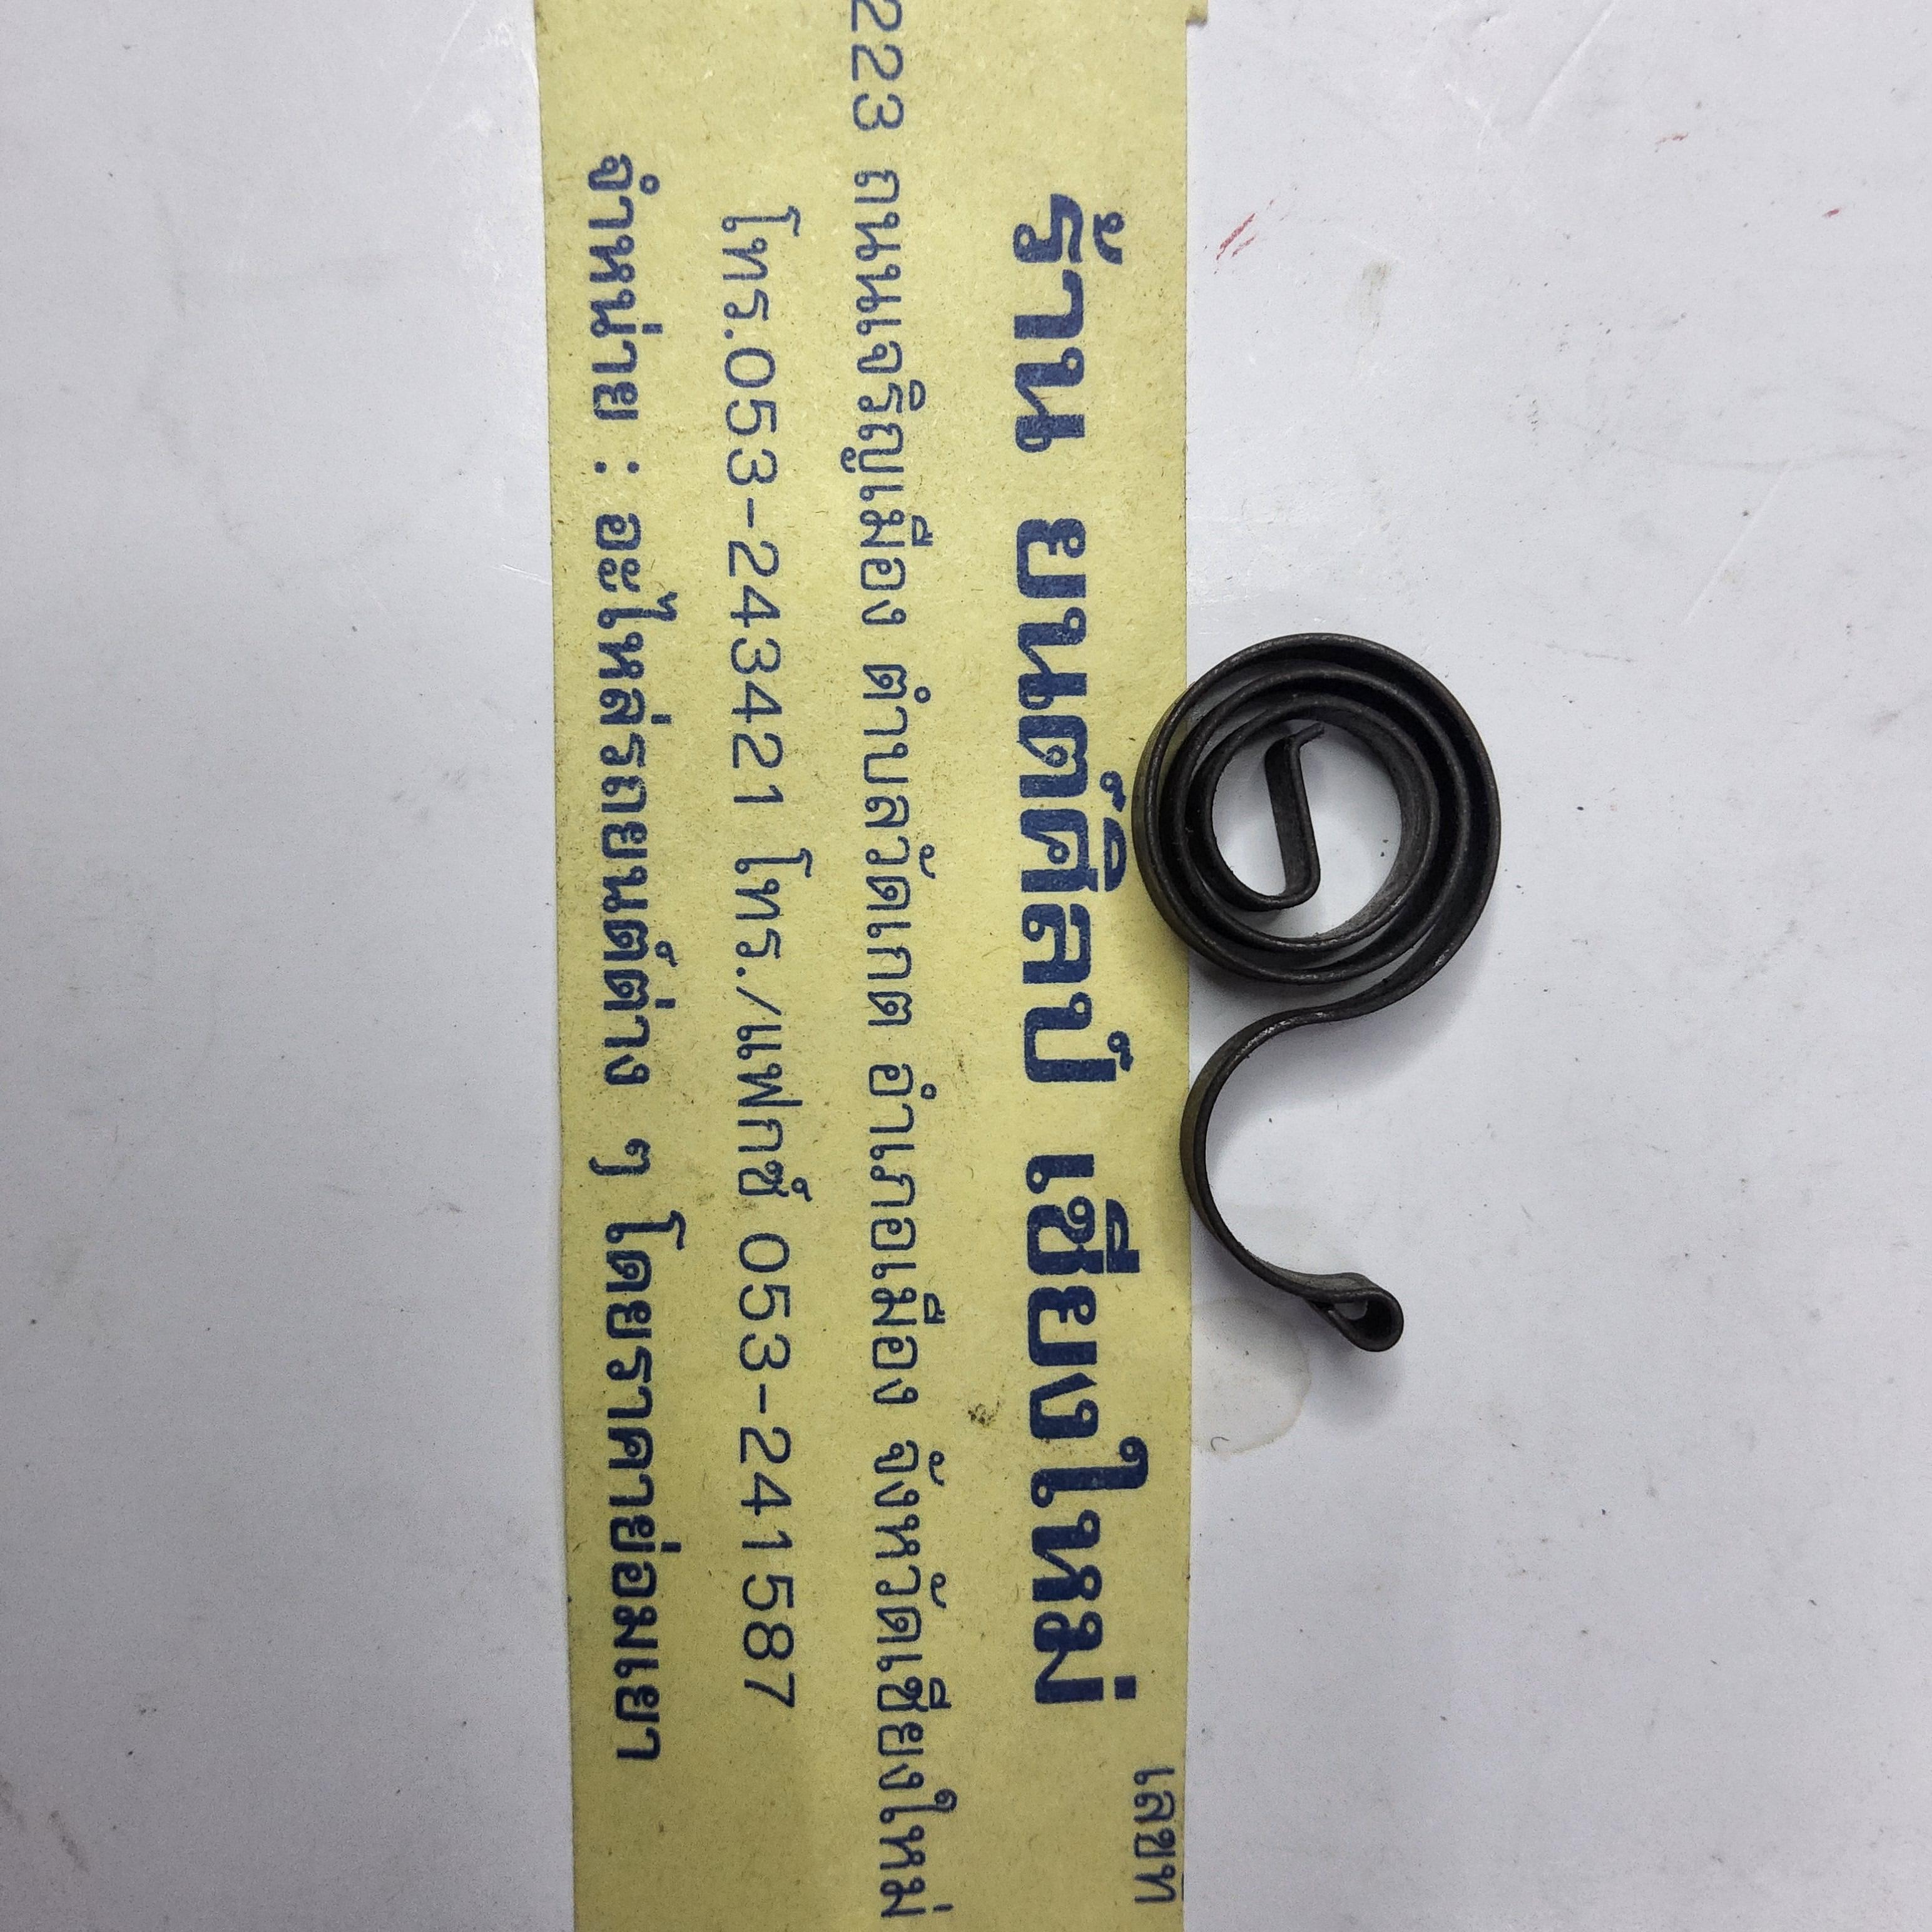 เลขท
ร้าน ยนต์ศิลป์ เชียงใหม่
223 ถนนเจริญเมือง ตำบลวัดเกต อำเภอเมือง จังหวัดเชียงใหม่
โทร.053-243421 โทร./แฟกซ์ 053-241587
จำหน่าย : อะไหล่รถยนต์ต่าง ๆ โดยราคาย่อมเยา